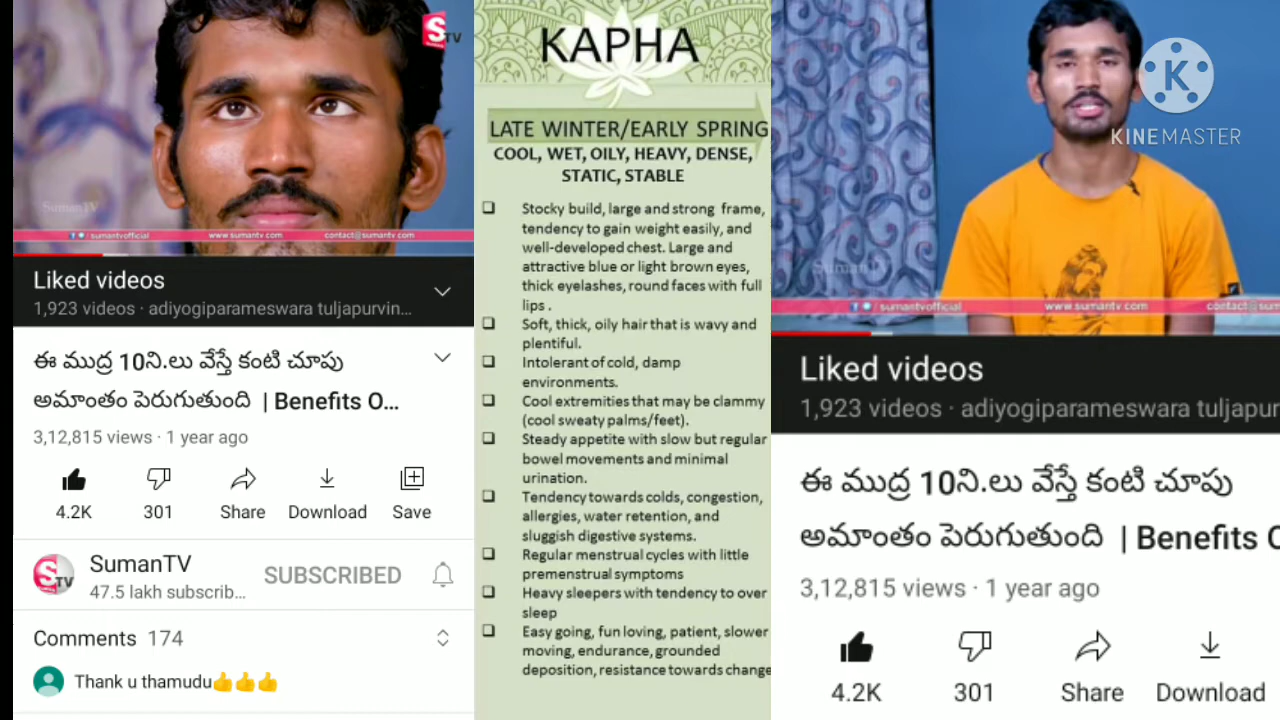 STV
SumanTV
/sumantvofficial
www.sumantv.com
contact@sumantv.com
Liked videos
1,923 videos · adiyogiparameswara tuljapurvin...
ఈ ముద్ర 10ని.లు వేస్తే కంటి చూపు
అమాంతం పెరుగుతుంది | Benefits O...
3,12,815 views · 1 year ago
4.2K
301
Share
Download
Save
STV
SumanTV
47.5 lakh subscrib...
SUBSCRIBED
Comments 174
Thank u thamudu👍👍👍
KAPHA
LATE WINTER/EARLY SPRING
COOL, WET, OILY, HEAVY, DENSE,
STATIC, STABLE
Stocky build, large and strong frame,
tendency to gain weight easily, and
well-developed chest. Large and
attractive blue or light brown eyes,
thick eyelashes, round faces with full
lips .
Soft, thick, oily hair that is wavy and
plentiful.
Intolerant of cold, damp
environments.
Cool extremities that may be clammy
(cool sweaty palms/feet).
Steady appetite with slow but regular
bowel movements and minimal
urination.
Tendency towards colds, congestion,
allergies, water retention, and
sluggish digestive systems.
Regular menstrual cycles with little
premenstrual symptoms
Heavy sleepers with tendency to over
sleep
Easy going, fun loving, patient, slower
moving, endurance, grounded
deposition, resistance towards change
K
KINEMASTER
SumanTV
/sumantvofficial
www.sumantv.com
contact@sum
Liked videos
1,923 videos · adiyogiparameswara tuljapur
ఈ ముద్ర 10ని.లు వేస్తే కంటి చూపు
అమాంతం పెరుగుతుంది | Benefits O
3,12,815 views · 1 year ago
4.2K
301
Share
Download